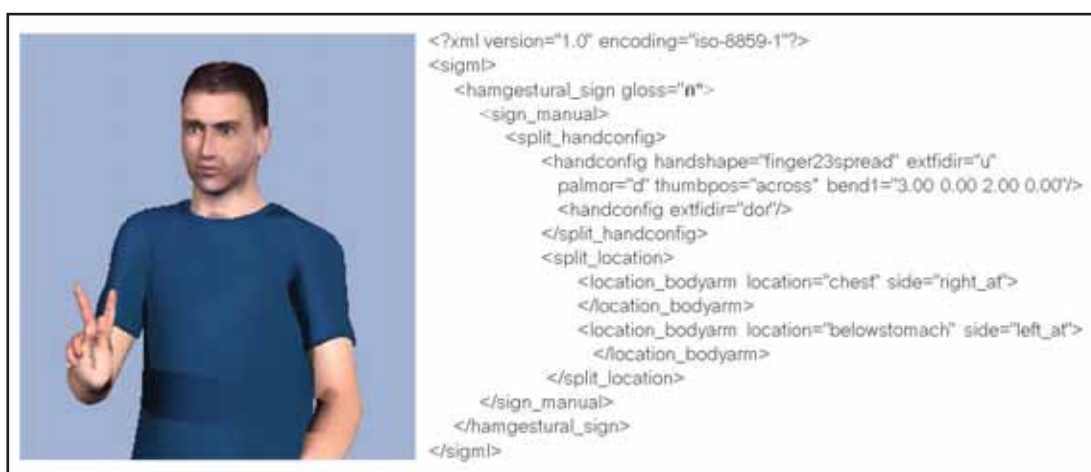 <?xml version="1.0" encoding="iso-8859-1"?>
<sigml>
<hamgestural_sign gloss="ก">
<sign_manual>
<split_handconfig>
<handconfig handshape="finger23spread" extfidir="u"
palmor="d" thumbpos="across" bend1="3.00 0.00 2.00 0.00"/>
<handconfig extfidir="dor"/>
</split_handconfig>
<split_location>
<location_bodyarm location="chest" side="right_at">
</location_bodyarm>
<location_bodyarm location="belowstomach" side="left_at">
</location_bodyarm>
</split_location>
</sign_manual>
</hamgestural_sign>
</sigml>